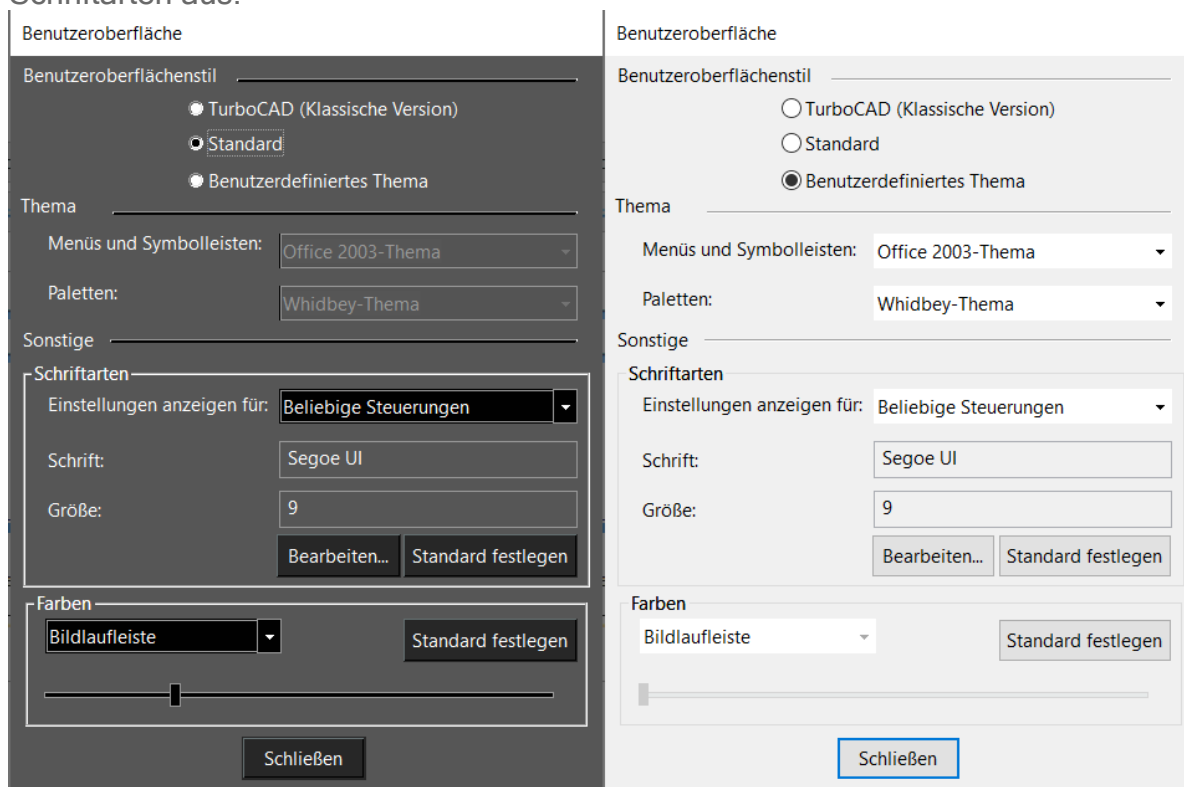 Schriftarten aus.
Benutzeroberfläche
Benutzeroberflächenstil
TurboCAD (Klassische Version)
Standard
Benutzerdefiniertes Thema
Thema
Menüs und Symbolleisten: Office 2003-Thema
Paletten: Whidbey-Thema
Sonstige
Schriftarten
Einstellungen anzeigen für: Beliebige Steuerungen
Schrift: Segoe UI
Größe: 9
Bearbeiten... Standard festlegen
Farben
Bildlaufleiste Standard festlegen
Schließen
Benutzeroberfläche
Benutzeroberflächenstil
TurboCAD (Klassische Version)
Standard
Benutzerdefiniertes Thema
Thema
Menüs und Symbolleisten: Office 2003-Thema
Paletten: Whidbey-Thema
Sonstige
Schriftarten
Einstellungen anzeigen für: Beliebige Steuerungen
Schrift: Segoe UI
Größe: 9
Bearbeiten... Standard festlegen
Farben
Bildlaufleiste Standard festlegen
Schließen